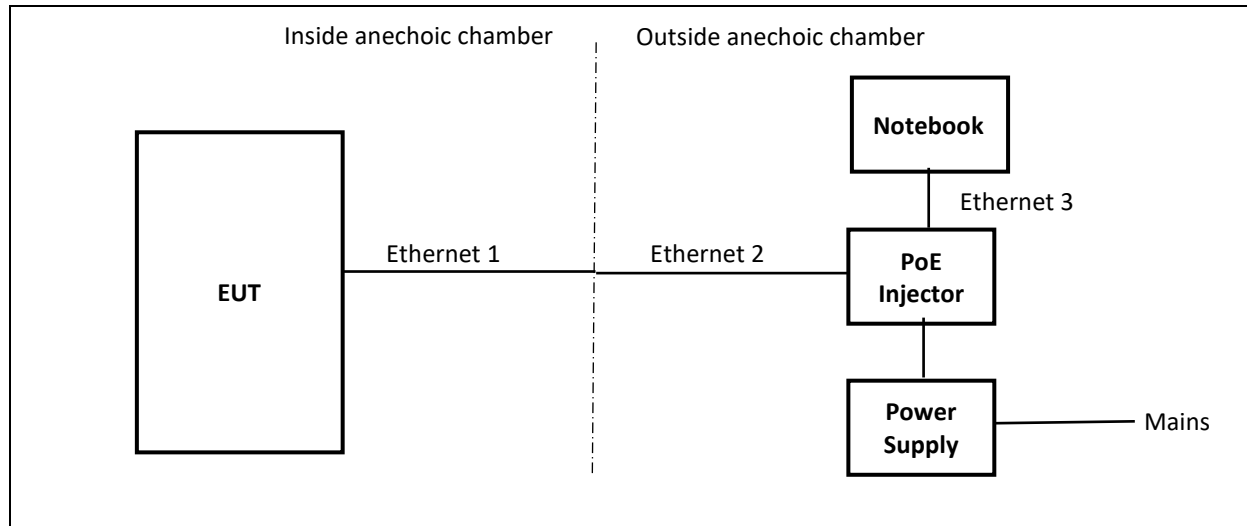 Inside anechoic chamber
Outside anechoic chamber
Notebook
Ethernet 3
Ethernet 1
Ethernet 2
EUT
PoE
Injector
Power
Supply
Mains